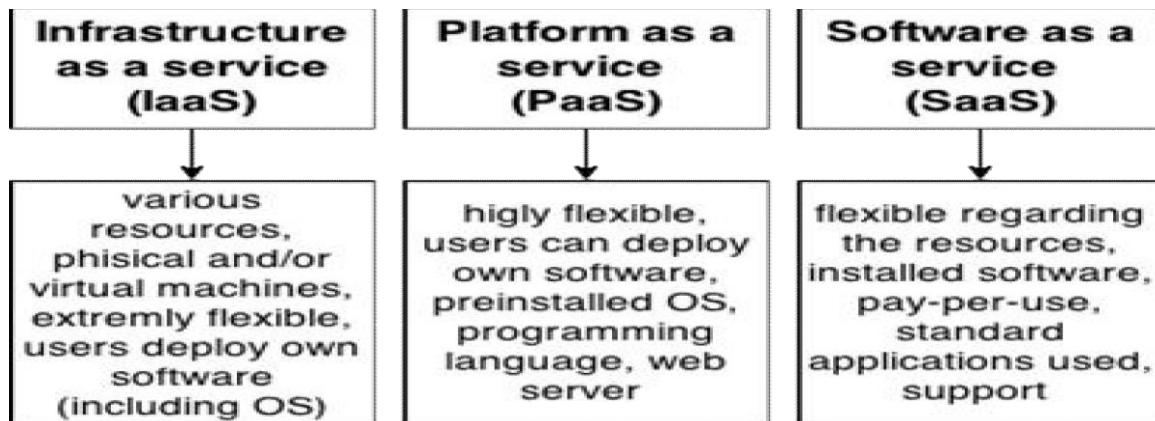 Infrastructure
as a service
(IaaS)
Platform as a
service
(PaaS)
Software as a
service
(SaaS)
various
resources,
phisical and/or
virtual machines,
extremly flexible,
users deploy own
software
(including OS)
higly flexible,
users can deploy
own software,
preinstalled OS,
programming
language, web
server
flexible regarding
the resources,
installed software,
pay-per-use,
standard
applications used,
support